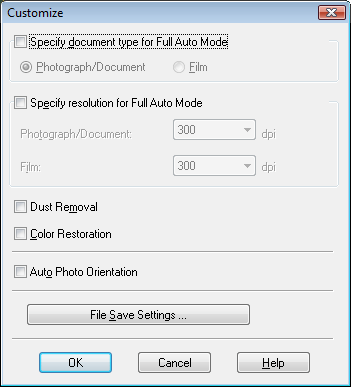 Customize
Specify document type for Full Auto Mode
Photograph/Document Film
Specify resolution for Full Auto Mode
Photograph/Document: 300 dpi
Film: 300 dpi
Dust Removal
Color Restoration
Auto Photo Orientation
File Save Settings ...
OK Cancel Help